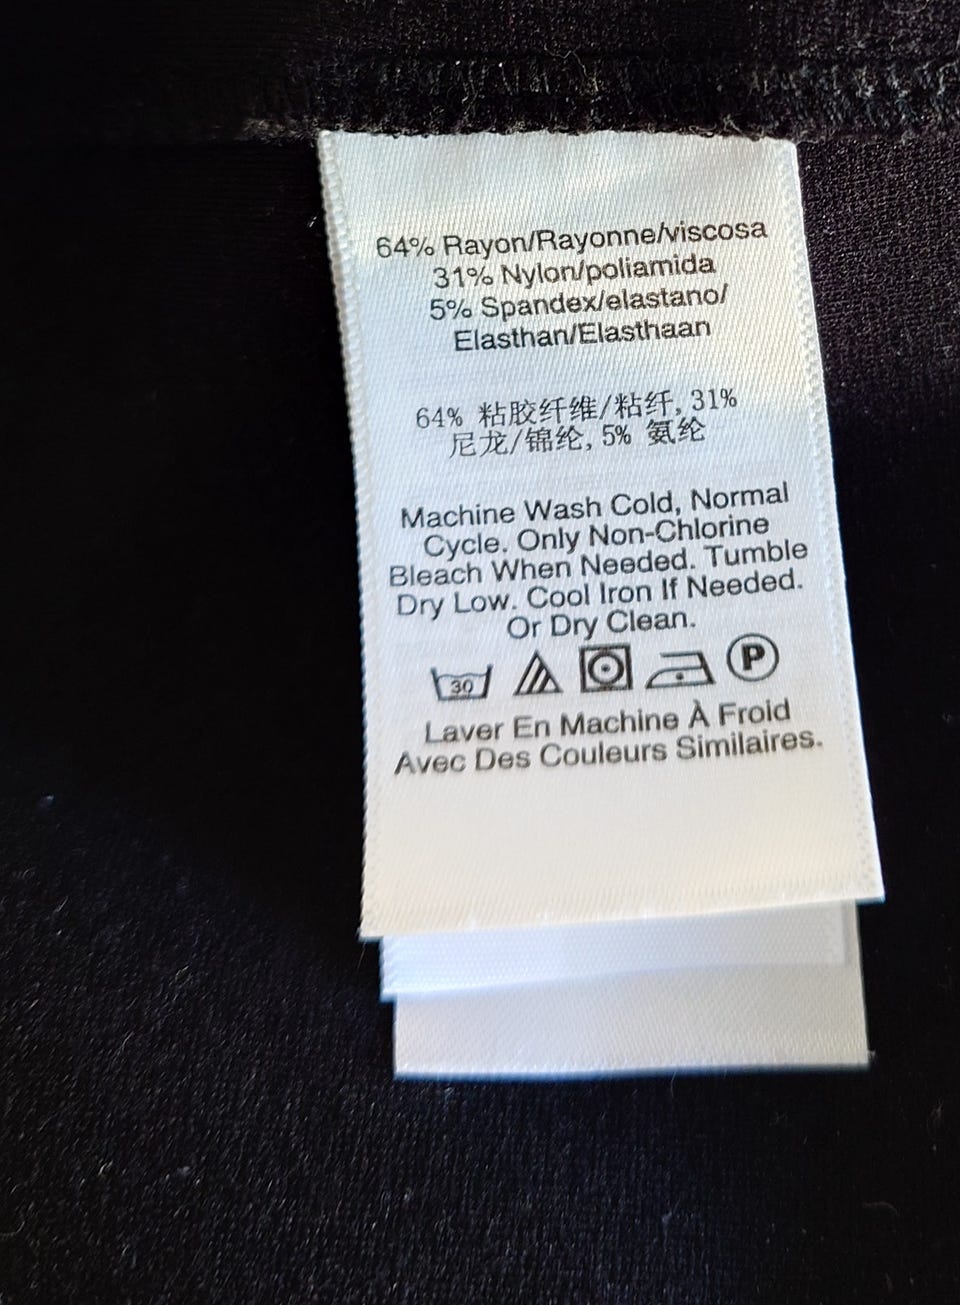 64% Rayon/Rayonne/viscosa
31% Nylon/poliamida
5% Spandex/elastano/
Elasthan/Elasthaan
64% 粘胶纤维/粘纤, 31%
尼龙/锦纶, 5% 氨纶
Machine Wash Cold, Normal
Cycle. Only Non-Chlorine
Bleach When Needed. Tumble
Dry Low. Cool Iron If Needed.
Or Dry Clean.
30 P
Laver En Machine À Froid
Avec Des Couleurs Similaires.